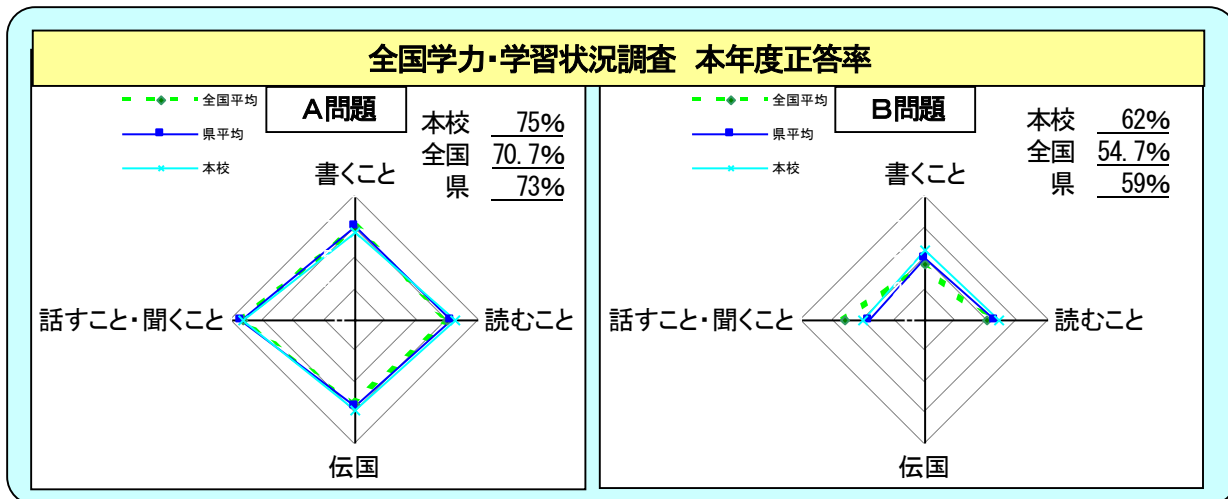 全国学力・学習状況調査 本年度正答率
全国平均
県平均
本校
A問題
本校 75%
全国 70.7%
県 73%
書くこと
話すこと・聞くこと
読むこと
伝国
全国平均
県平均
本校
B問題
本校 62%
全国 54.7%
県 59%
書くこと
話すこと・聞くこと
読むこと
伝国